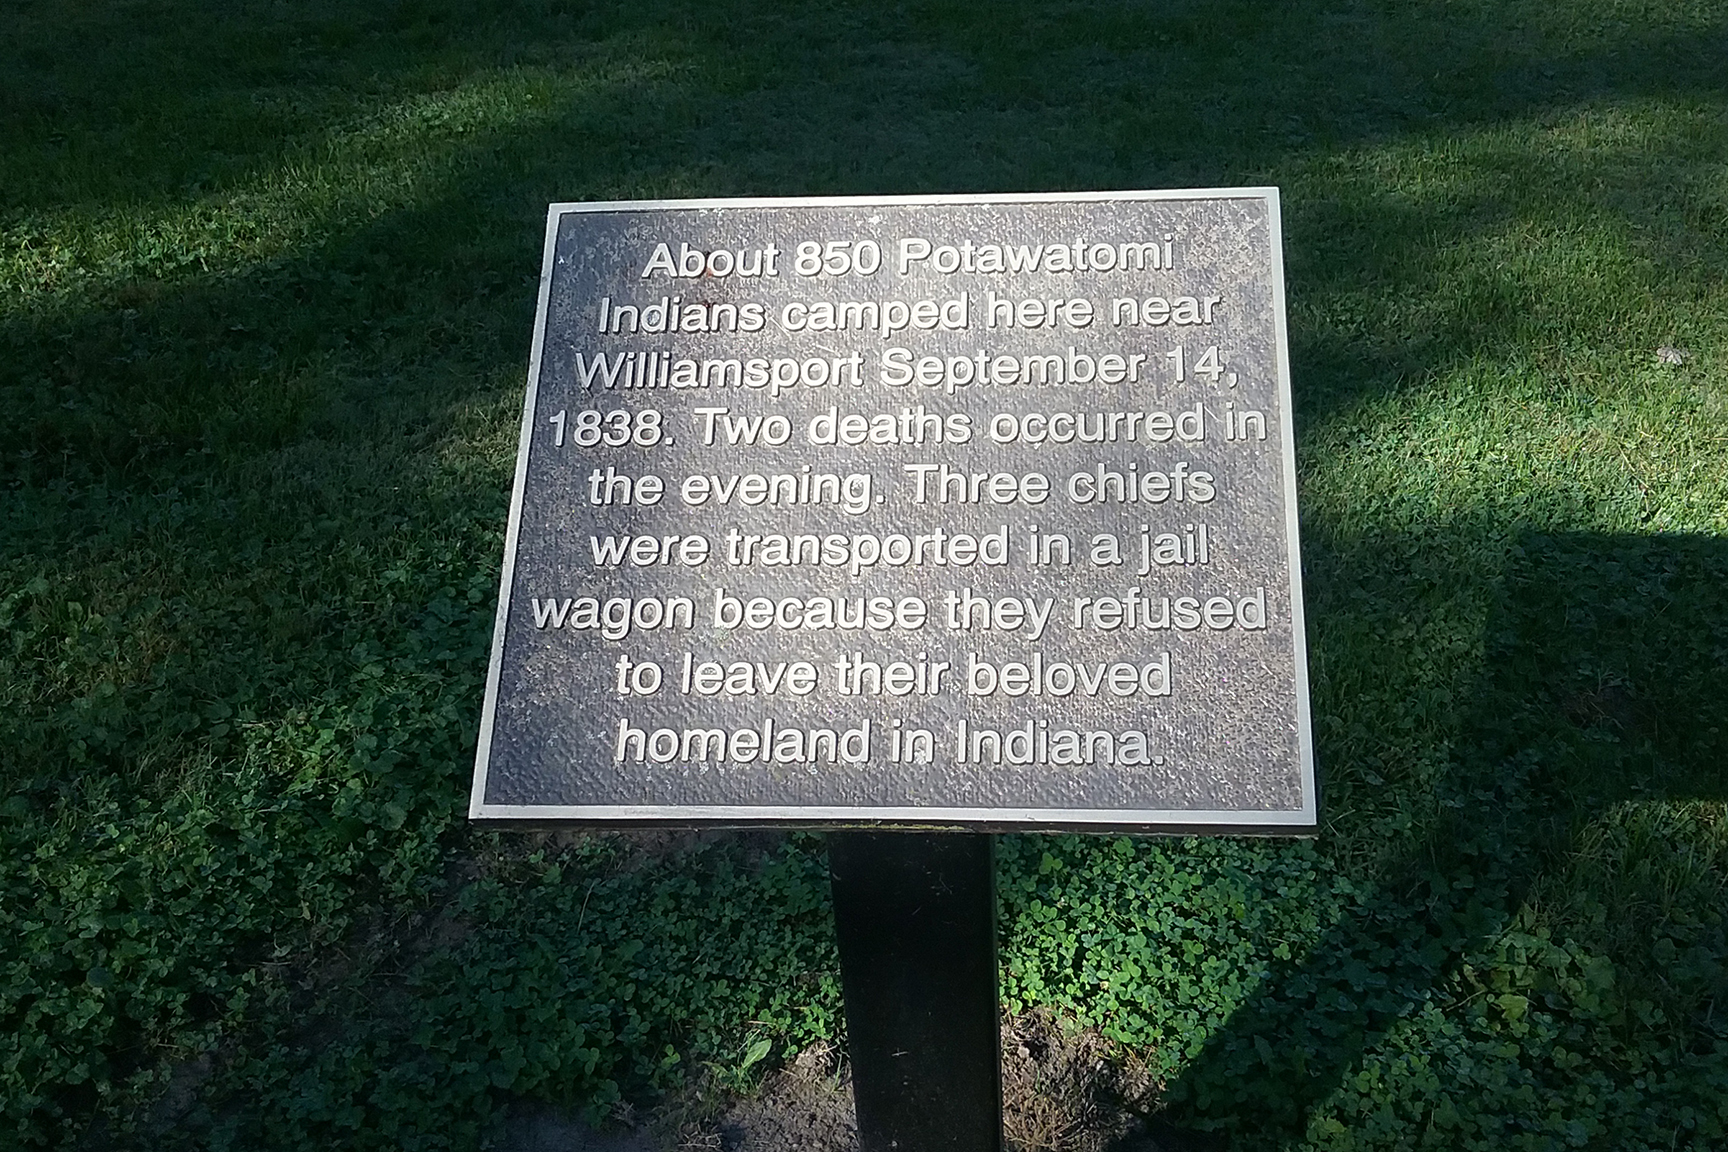 About 850 Potawatomi
Indians camped here near
Williamsport September 14,
1838. Two deaths occurred in
the evening. Three chiefs
were transported in a jail
wagon because they refused
to leave their beloved
homeland in Indiana.